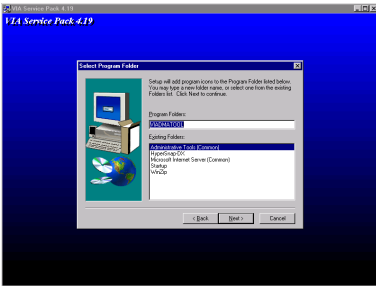 VIA Service Pack 4.19
VIA Service Pack 4.19
Select Program Folder
Setup will add program icons to the Program Folder listed below.
You may type a new folder name, or select one from the existing
Folders list. Click Next to continue.
Program Folders:
VIADMATOOL
Existing Folders:
Administrative Tools (Common)
HyperSnap-DX
Microsoft Internet Server (Common)
Startup
WinZip
< Back
Next >
Cancel